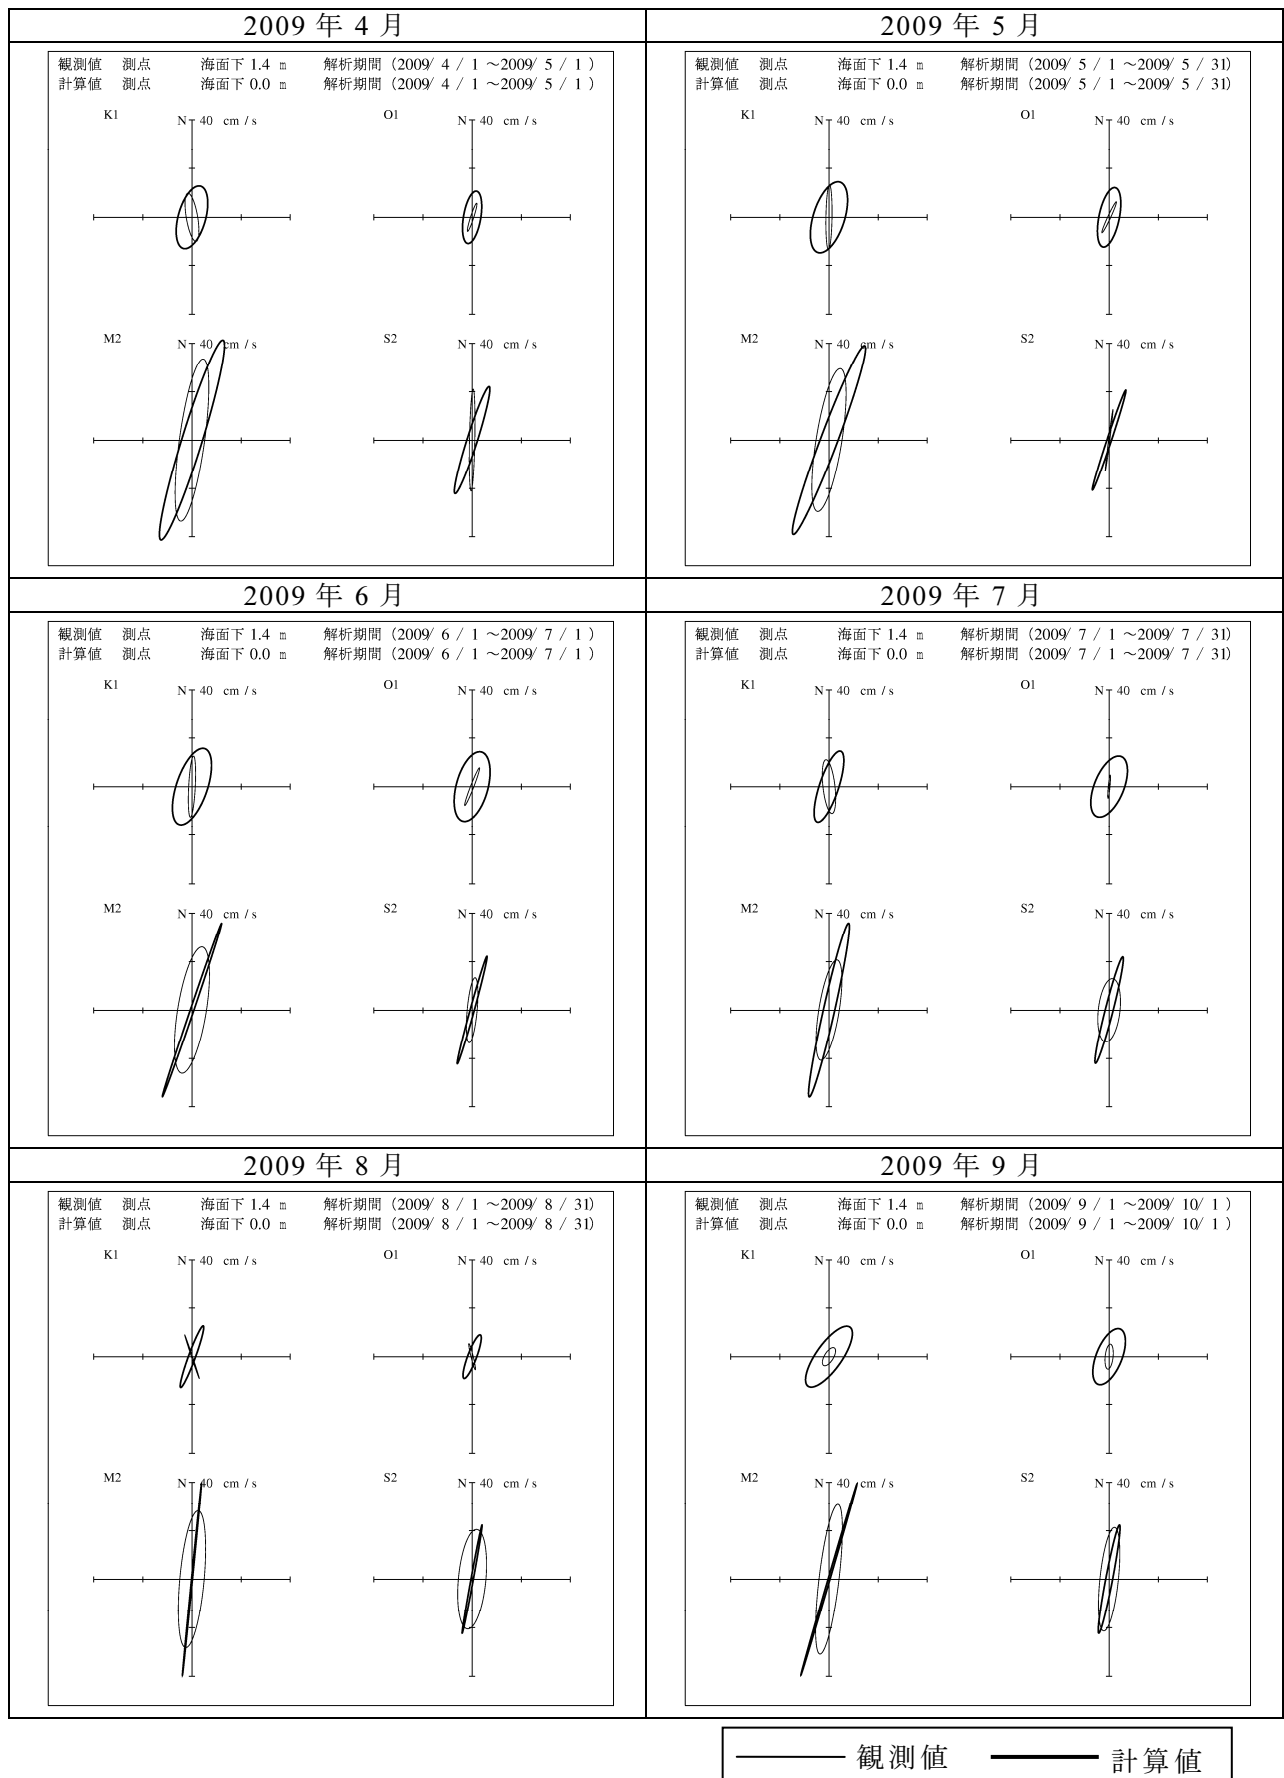 2009 年 4 月
観測値 測点 海面下 1.4 m 解析期間 (2009/ 4 / 1 ～2009/ 5 / 1 )
計算値 測点 海面下 0.0 m 解析期間 (2009/ 4 / 1 ～2009/ 5 / 1 )
K1 N 40 cm / s O1 N 40 cm / s
M2 N 40 cm / s S2 N 40 cm / s
2009 年 5 月
観測値 測点 海面下 1.4 m 解析期間 (2009/ 5 / 1 ～2009/ 5 / 31)
計算値 測点 海面下 0.0 m 解析期間 (2009/ 5 / 1 ～2009/ 5 / 31)
K1 N 40 cm / s O1 N 40 cm / s
M2 N 40 cm / s S2 N 40 cm / s
2009 年 6 月
観測値 測点 海面下 1.4 m 解析期間 (2009/ 6 / 1 ～2009/ 7 / 1 )
計算値 測点 海面下 0.0 m 解析期間 (2009/ 6 / 1 ～2009/ 7 / 1 )
K1 N 40 cm / s O1 N 40 cm / s
M2 N 40 cm / s S2 N 40 cm / s
2009 年 7 月
観測値 測点 海面下 1.4 m 解析期間 (2009/ 7 / 1 ～2009/ 7 / 31)
計算値 測点 海面下 0.0 m 解析期間 (2009/ 7 / 1 ～2009/ 7 / 31)
K1 N 40 cm / s O1 N 40 cm / s
M2 N 40 cm / s S2 N 40 cm / s
2009 年 8 月
観測値 測点 海面下 1.4 m 解析期間 (2009/ 8 / 1 ～2009/ 8 / 31)
計算値 測点 海面下 0.0 m 解析期間 (2009/ 8 / 1 ～2009/ 8 / 31)
K1 N 40 cm / s O1 N 40 cm / s
M2 N 40 cm / s S2 N 40 cm / s
2009 年 9 月
観測値 測点 海面下 1.4 m 解析期間 (2009/ 9 / 1 ～2009/ 10/ 1 )
計算値 測点 海面下 0.0 m 解析期間 (2009/ 9 / 1 ～2009/ 10/ 1 )
K1 N 40 cm / s O1 N 40 cm / s
M2 N 40 cm / s S2 N 40 cm / s
観測値 計算値